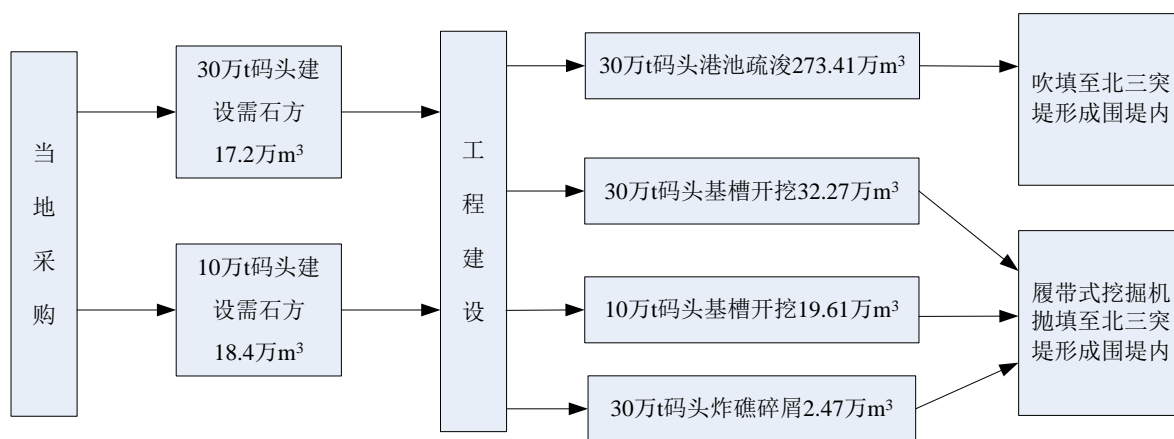 当
地
采
购
30万t码头建
设需石方
17.2万m³
10万t码头建
设需石方
18.4万m³
工
程
建
设
30万t码头港池疏浚273.41万m³
30万t码头基槽开挖32.27万m³
10万t码头基槽开挖19.61万m³
30万t码头炸礁碎屑2.47万m³
吹填至北三突
堤形成围堤内
履带式挖掘机
抛填至北三突
堤形成围堤内